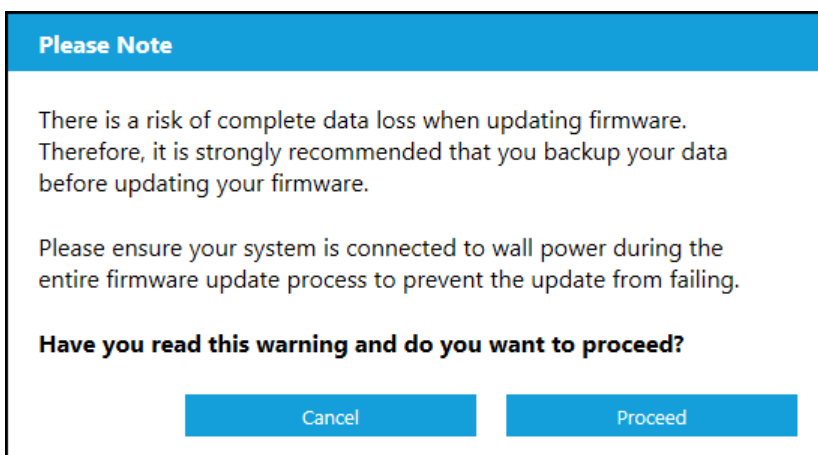 Please Note
There is a risk of complete data loss when updating firmware.
Therefore, it is strongly recommended that you backup your data
before updating your firmware.
Please ensure your system is connected to wall power during the
entire firmware update process to prevent the update from failing.
Have you read this warning and do you want to proceed?
Cancel Proceed